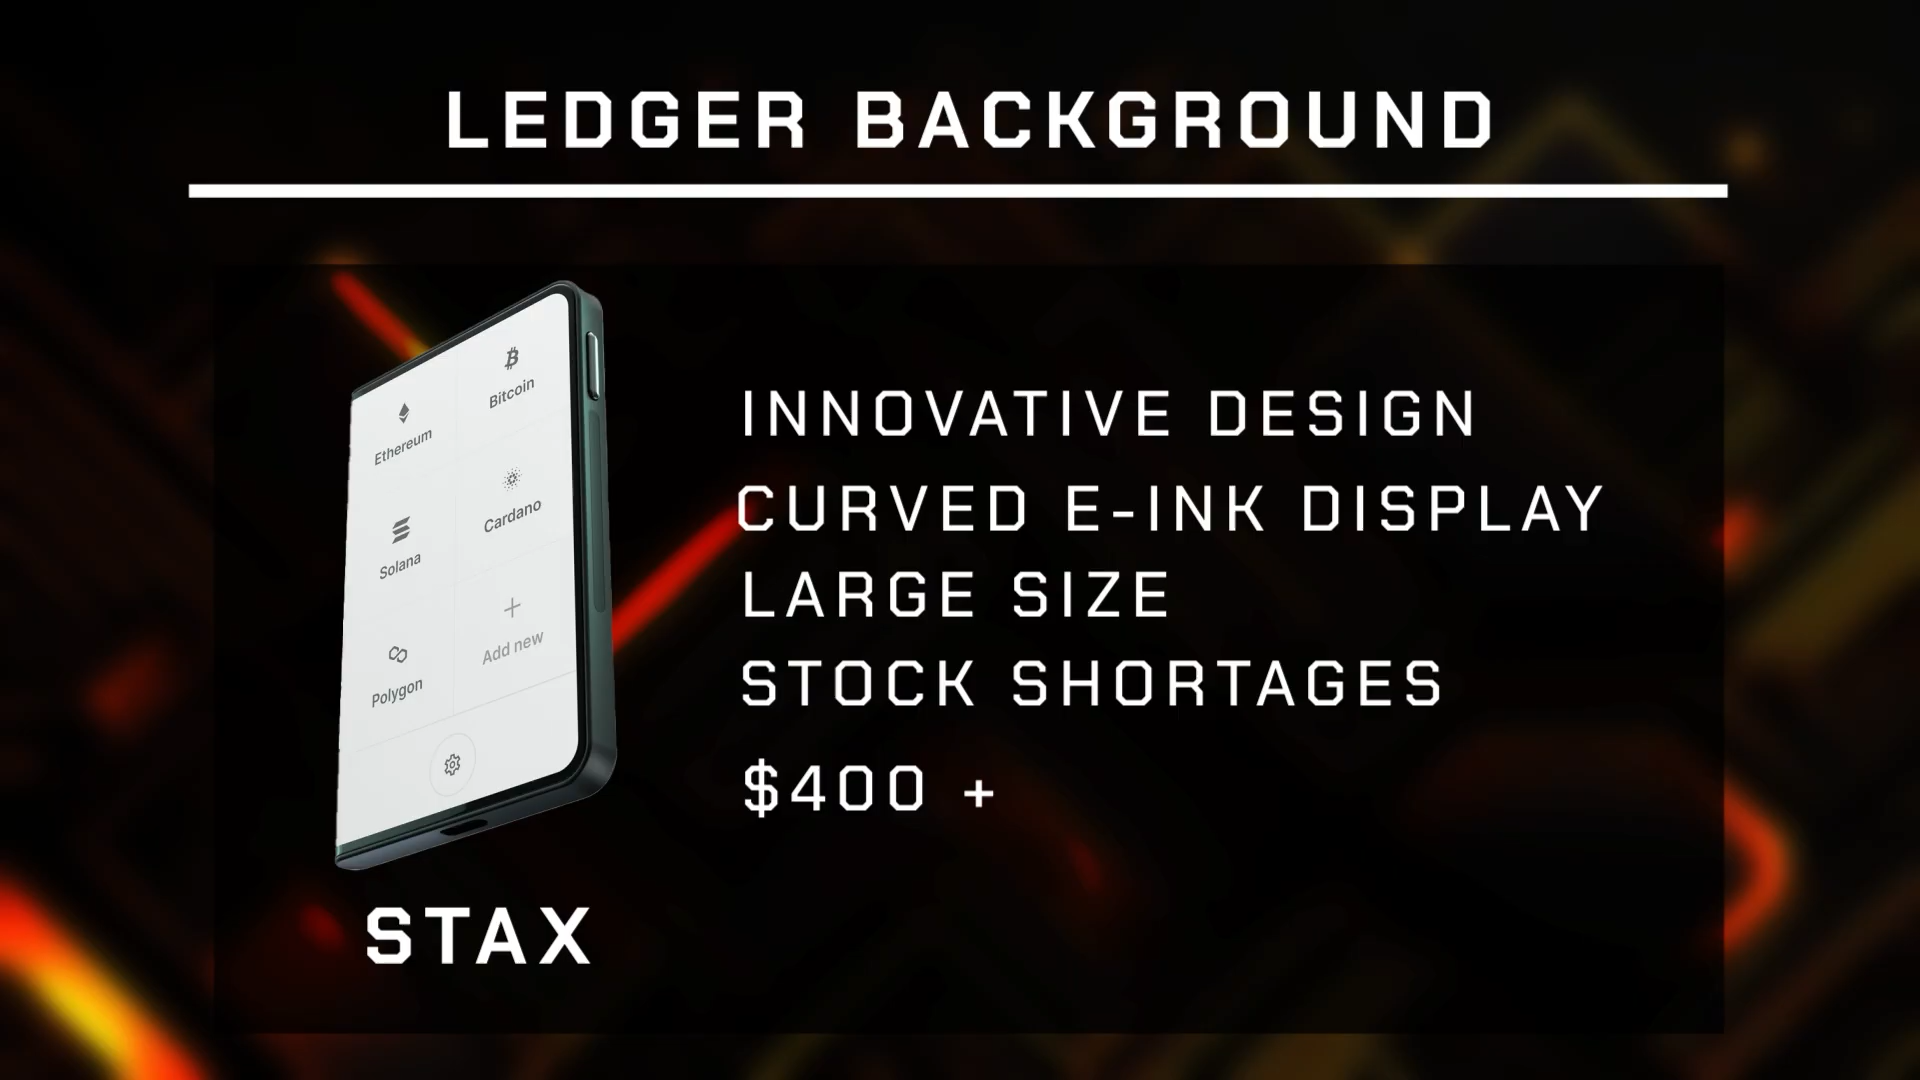 LEDGER BACKGROUND
Bitcoin
Ethereum
Cardano
Solana
Add new
Polygon
INNOVATIVE DESIGN
CURVED E-INK DISPLAY
LARGE SIZE
STOCK SHORTAGES
$400 +
STAX